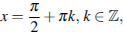 x = π/2 + πk, k ∈ ℤ,